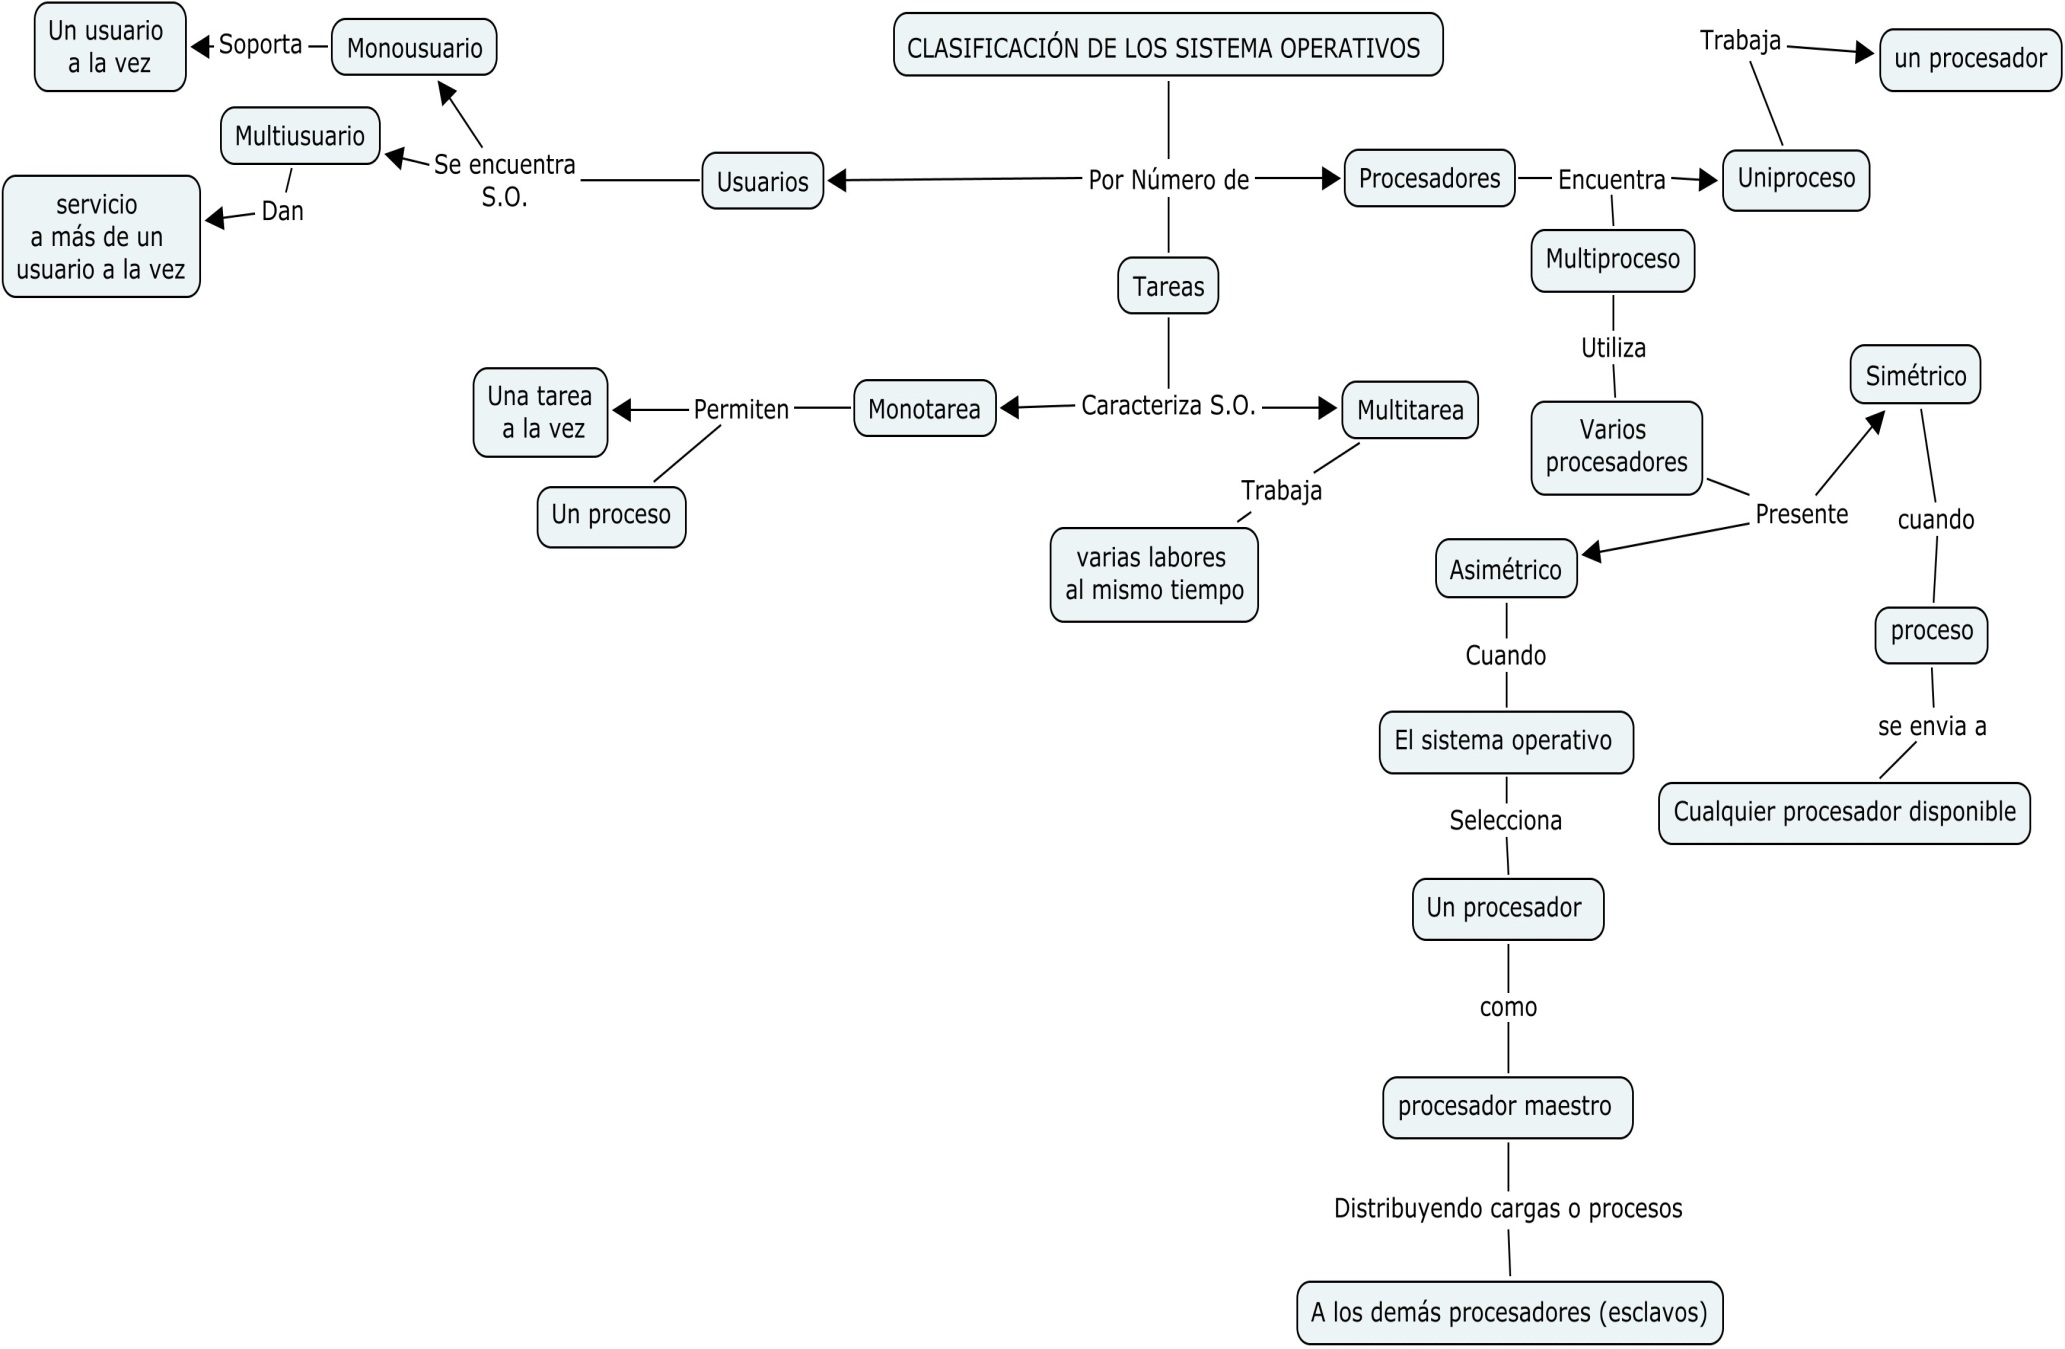 CLASIFICACIÓN DE LOS SISTEMA OPERATIVOS
Por Número de
Usuarios
Se encuentra
S.O.
Monousuario
Soporta
Un usuario
a la vez
Multiusuario
Dan
servicio
a más de un
usuario a la vez
Tareas
Caracteriza S.O.
Monotarea
Permiten
Una tarea
a la vez
Un proceso
Multitarea
Trabaja
varias labores
al mismo tiempo
Procesadores
Encuentra
Uniproceso
Trabaja
un procesador
Multiproceso
Utiliza
Varios
procesadores
Presente
Simétrico
cuando
proceso
se envia a
Cualquier procesador disponible
Asimétrico
Cuando
El sistema operativo
Selecciona
Un procesador
como
procesador maestro
Distribuyendo cargas o procesos
A los demás procesadores (esclavos)